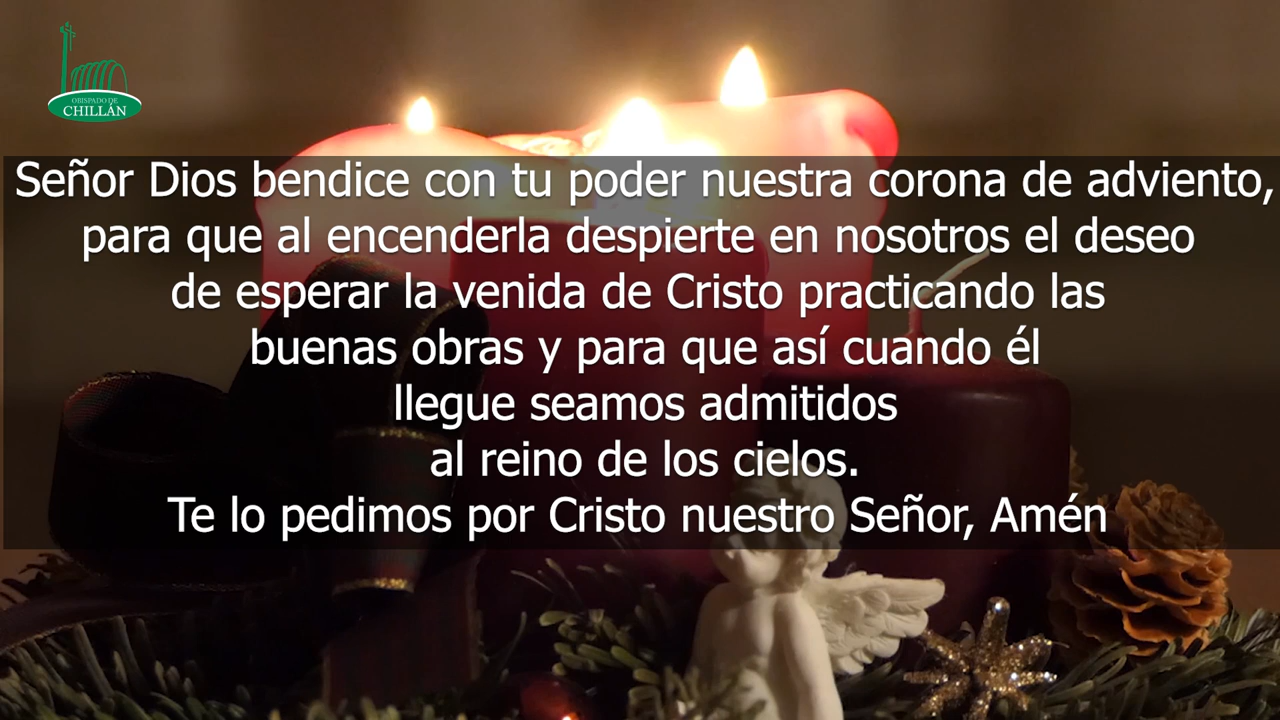 OBISPADO DE
CHILLÁN
Señor Dios bendice con tu poder nuestra corona de adviento,
para que al encenderla despierte en nosotros el deseo
de esperar la venida de Cristo practicando las
buenas obras y para que así cuando él
llegue seamos admitidos
al reino de los cielos.
Te lo pedimos por Cristo nuestro Señor, Amén